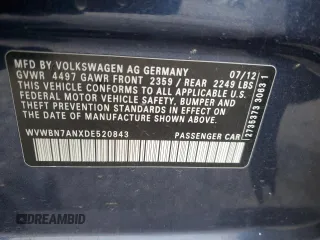 MFD BY VOLKSWAGEN AG GERMANY 07/12
GVWR 4497 GAWR FRONT 2359 / REAR 2249 LBS
THIS VEHICLE CONFORMS TO ALL APPLICABLE U.S.
FEDERAL MOTOR VEHICLE SAFETY, BUMPER AND
THEFT PREVENTION STANDARDS IN EFFECT ON THE
DATE OF MANUFACTURE SHOWN ABOVE.
WVWBN7ANXDE520843 PASSENGER CAR
273537330631
DREAMBID